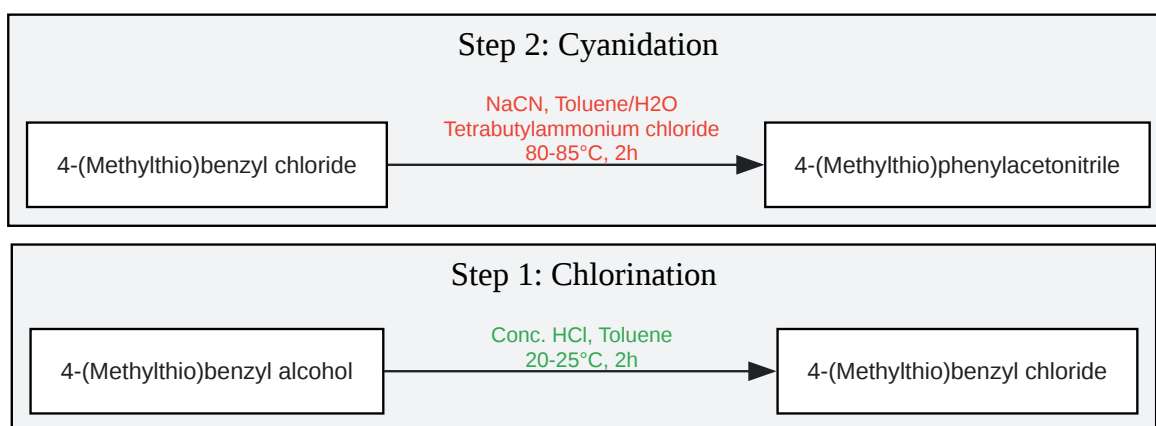 Step 2: Cyanidation
NaCN, Toluene/H2O
Tetrabutylammonium chloride
80-85°C, 2h
4-(Methylthio)benzyl chloride
4-(Methylthio)phenylacetonitrile
Step 1: Chlorination
Conc. HCl, Toluene
20-25°C, 2h
4-(Methylthio)benzyl alcohol
4-(Methylthio)benzyl chloride